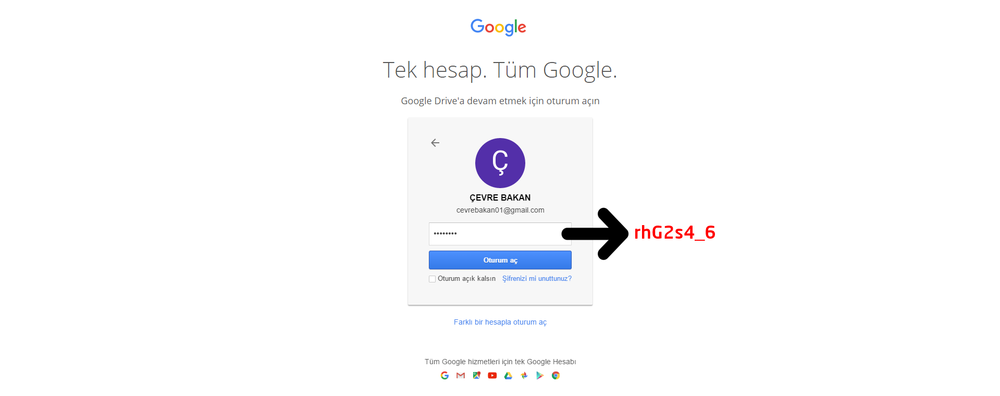 Google
Tek hesap. Tüm Google.
Google Drive'a devam etmek için oturum açın
Ç
ÇEVRE BAKAN
cevrebakan01@gmail.com
••••••••
rhG2s4_6
Oturum aç
Oturum açık kalsın Şifrenizi mi unuttunuz?
Farklı bir hesapla oturum aç
Tüm Google hizmetleri için tek Google Hesabı